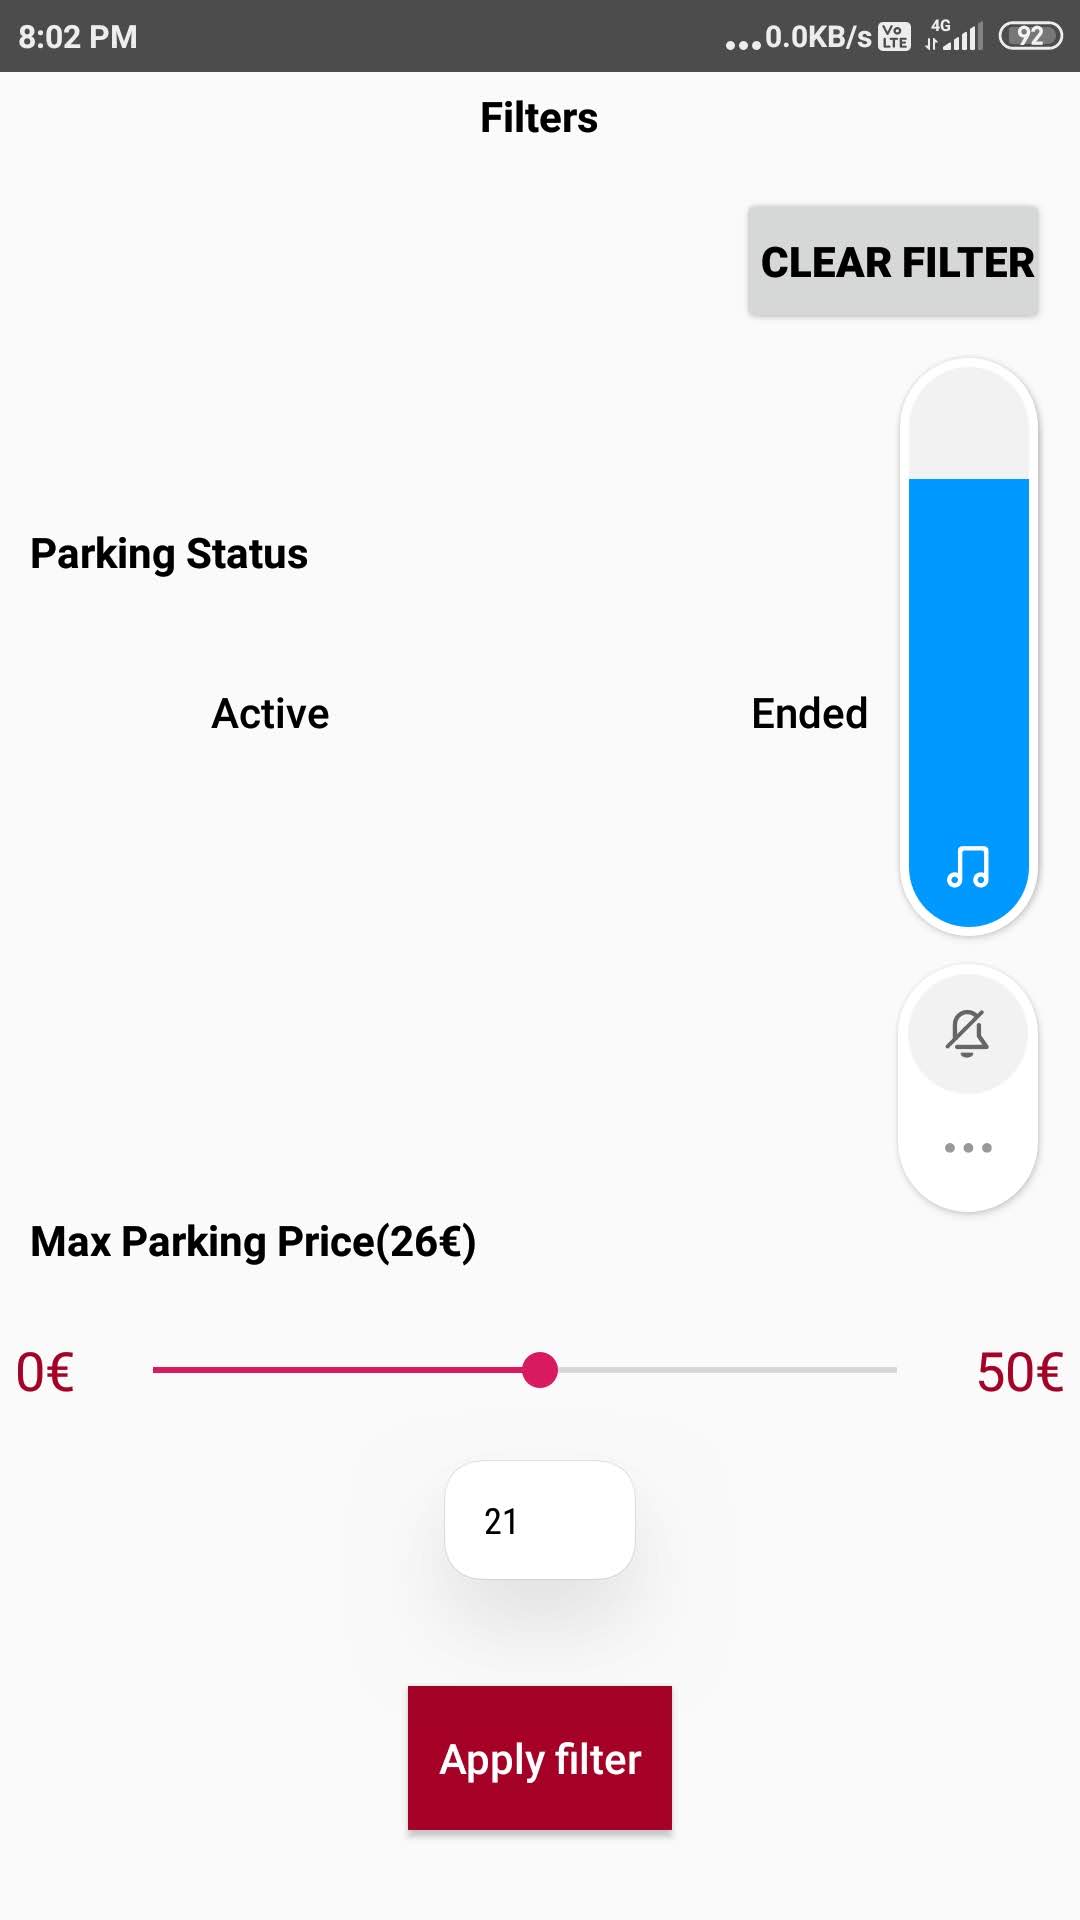 8:02 PM ...0.0KB/s Vo LTE 4G 92
Filters
CLEAR FILTER
Parking Status
Active Ended
Max Parking Price(26€)
0€ 50€
21
Apply filter